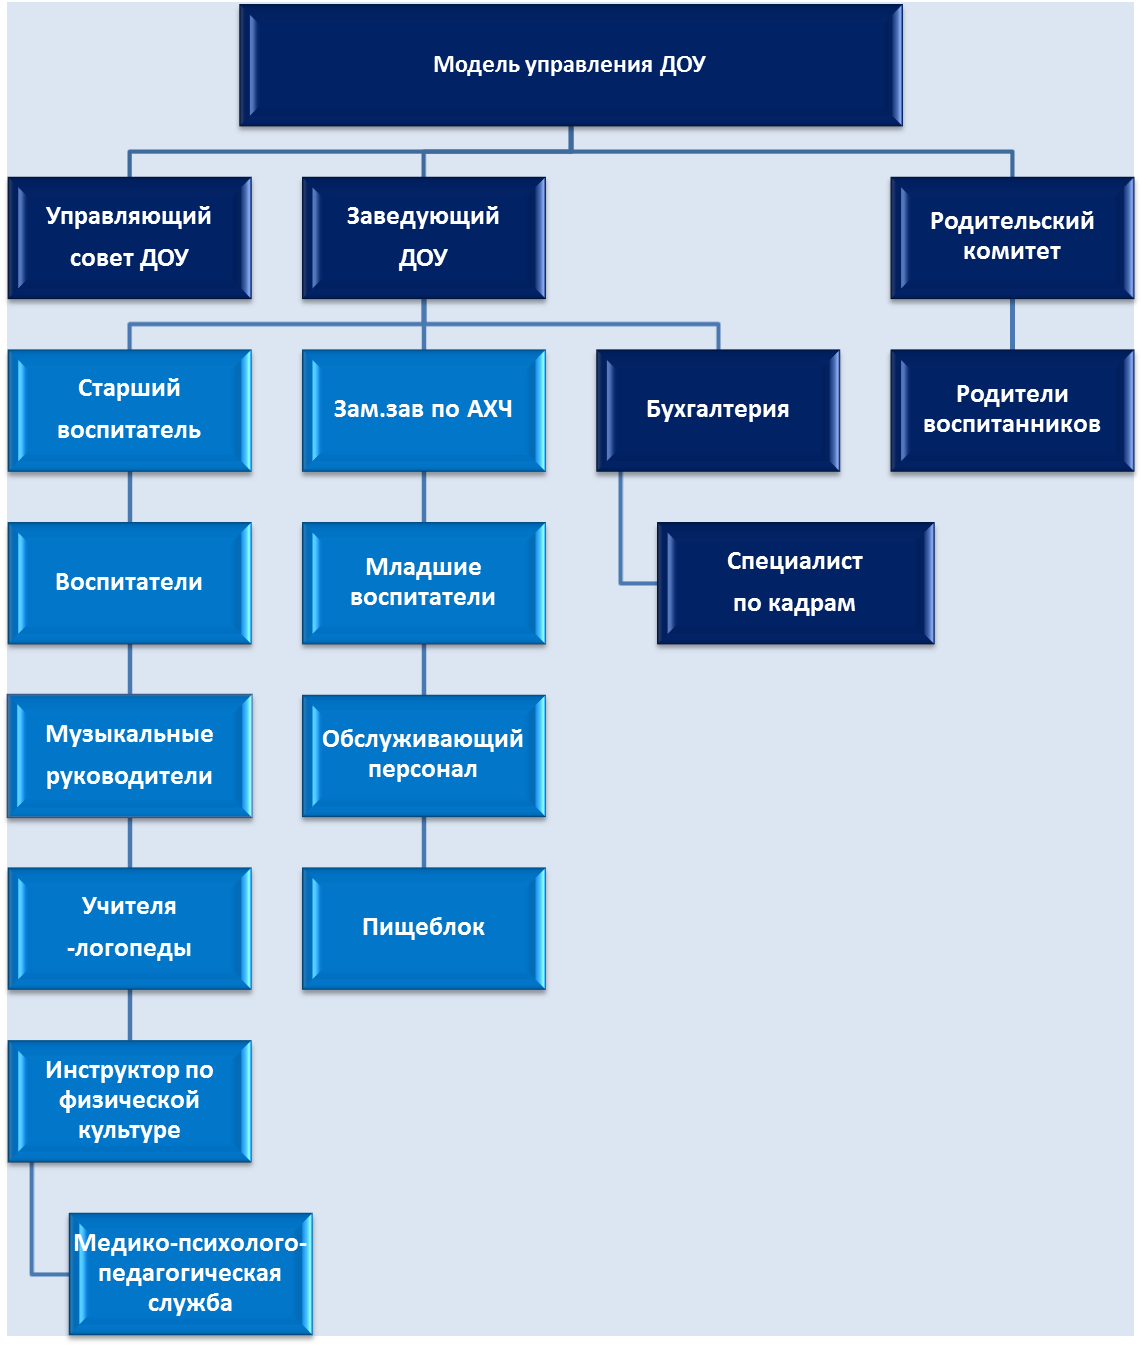 Модель управления ДОУ
Управляющий
совет ДОУ
Заведующий
ДОУ
Родительский
комитет
Старший
воспитатель
Зам.зав по АХЧ
Бухгалтерия
Родители
воспитанников
Воспитатели
Младшие
воспитатели
Специалист
по кадрам
Музыкальные
руководители
Обслуживающий
персонал
Учителя
-логопеды
Пищеблок
Инструктор по
физической
культуре
Медико-психолого-
педагогическая
служба